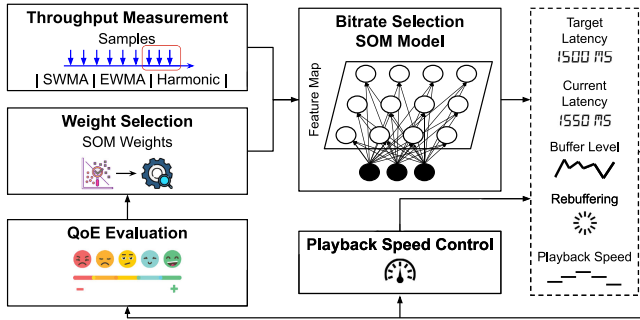 Throughput Measurement
Samples
| SWMA | EWMA | Harmonic |
Weight Selection
SOM Weights
QoE Evaluation
- +
Bitrate Selection
SOM Model
Feature Map
Playback Speed Control
Target
Latency
1500 MS
Current
Latency
1550 MS
Buffer Level
Rebuffering
Playback Speed